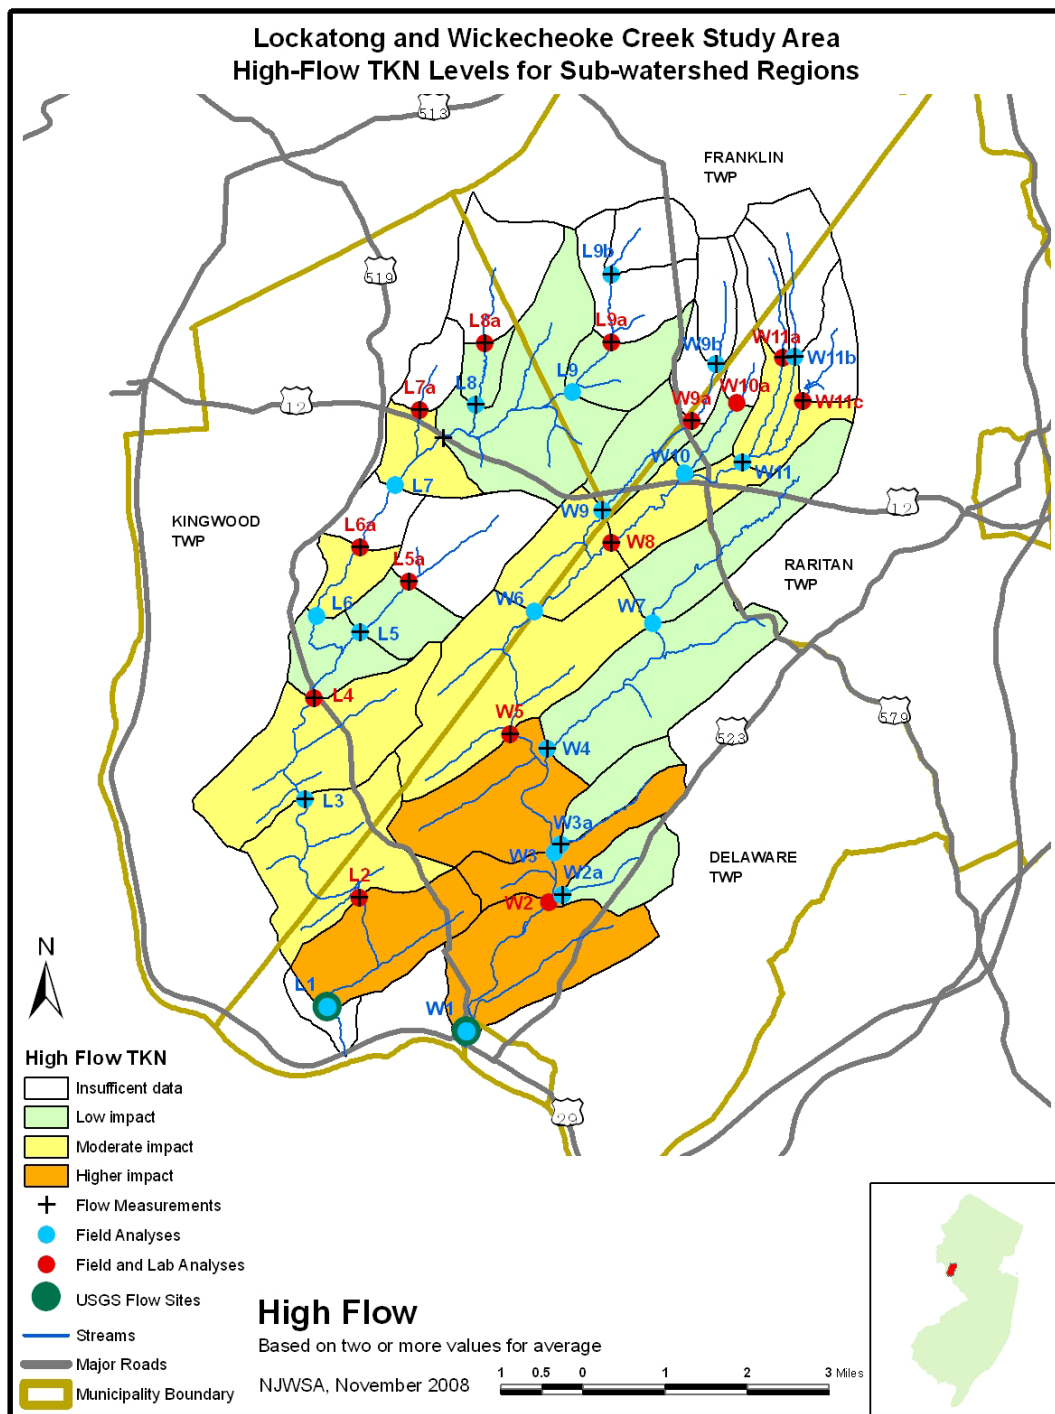 Lockatong and Wickecheoke Creek Study Area
High-Flow TKN Levels for Sub-watershed Regions
513
FRANKLIN
TWP
519
L9b
L8a
L9a
W9b
W11a
W11b
L7a
L8
L9
W10a
W11c
12
W9a
W10
W11
L7
12
KINGWOOD
TWP
W9
L6a
W8
L5a
RARITAN
TWP
L6
W6
W7
L5
L4
W5
579
523
W4
L3
W3a
W3
DELAWARE
TWP
L2
W2a
W2
N
L1
W1
29
High Flow TKN
Insufficent data
Low impact
Moderate impact
Higher impact
Flow Measurements
Field Analyses
Field and Lab Analyses
USGS Flow Sites
Streams
Major Roads
Municipality Boundary
High Flow
Based on two or more values for average
NJWSA, November 2008
1 0.5 0 1 2 3 Miles